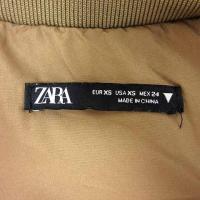 ZARA
EUR XS USA XS MEX 24
MADE IN CHINA